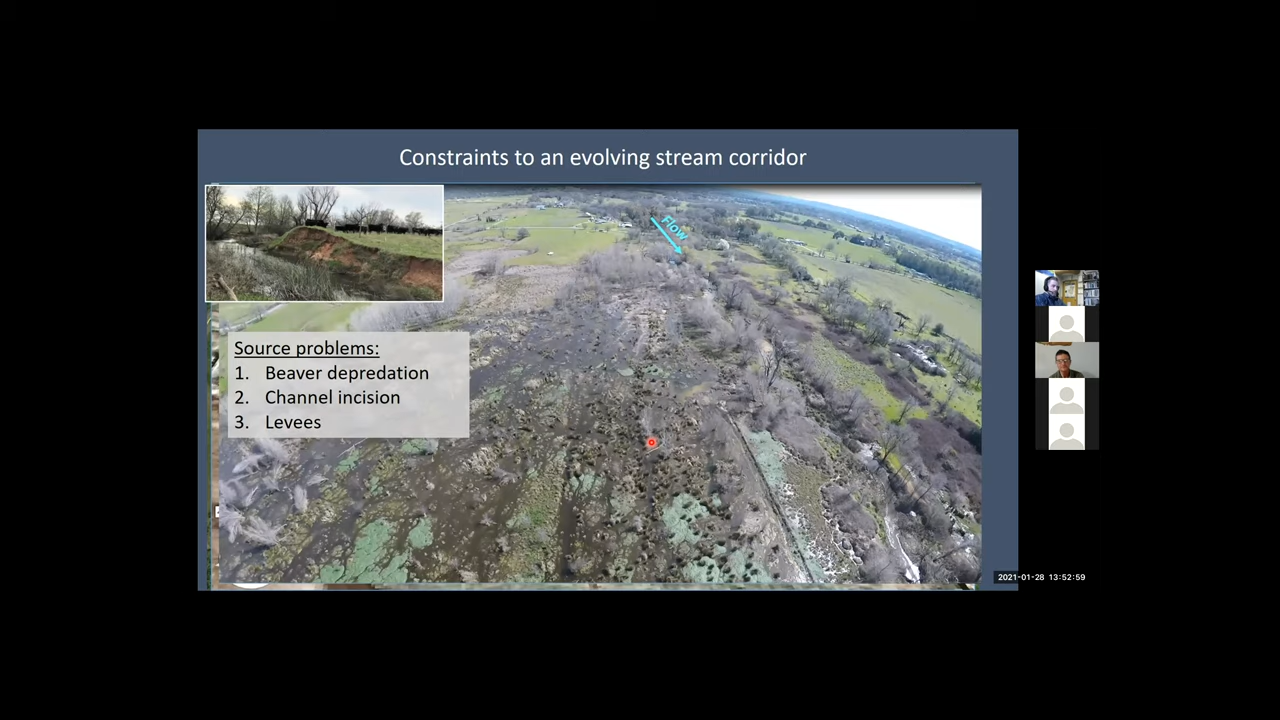 Constraints to an evolving stream corridor
Flow
Source problems:
1. Beaver depredation
2. Channel incision
3. Levees
2021-01-28 13:52:59